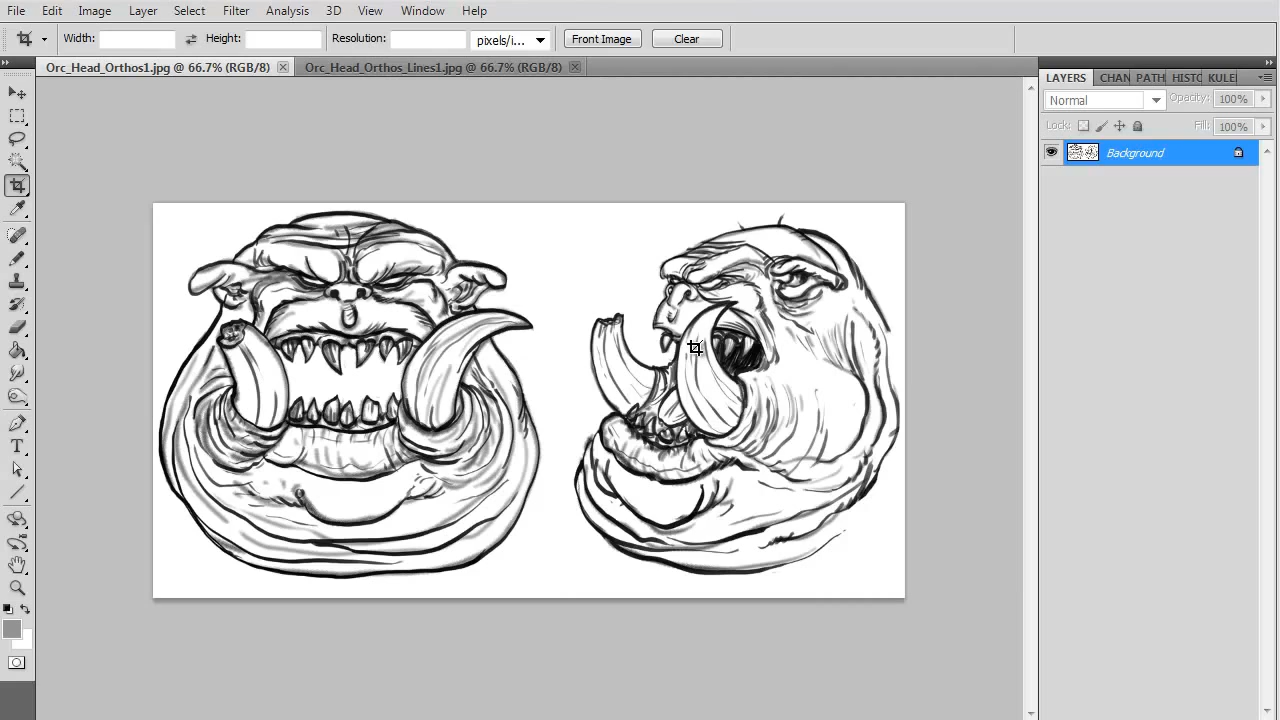 File Edit Image Layer Select Filter Analysis 3D View Window Help
Width: Height: Resolution: pixels/i... Front Image Clear
Orc_Head_Orthos1.jpg @ 66.7% (RGB/8) Orc_Head_Orthos_Lines1.jpg @ 66.7% (RGB/8)
LAYERS CHAN PATH HISTC KULE
Normal Opacity: 100%
Lock: Fill: 100%
Background
T